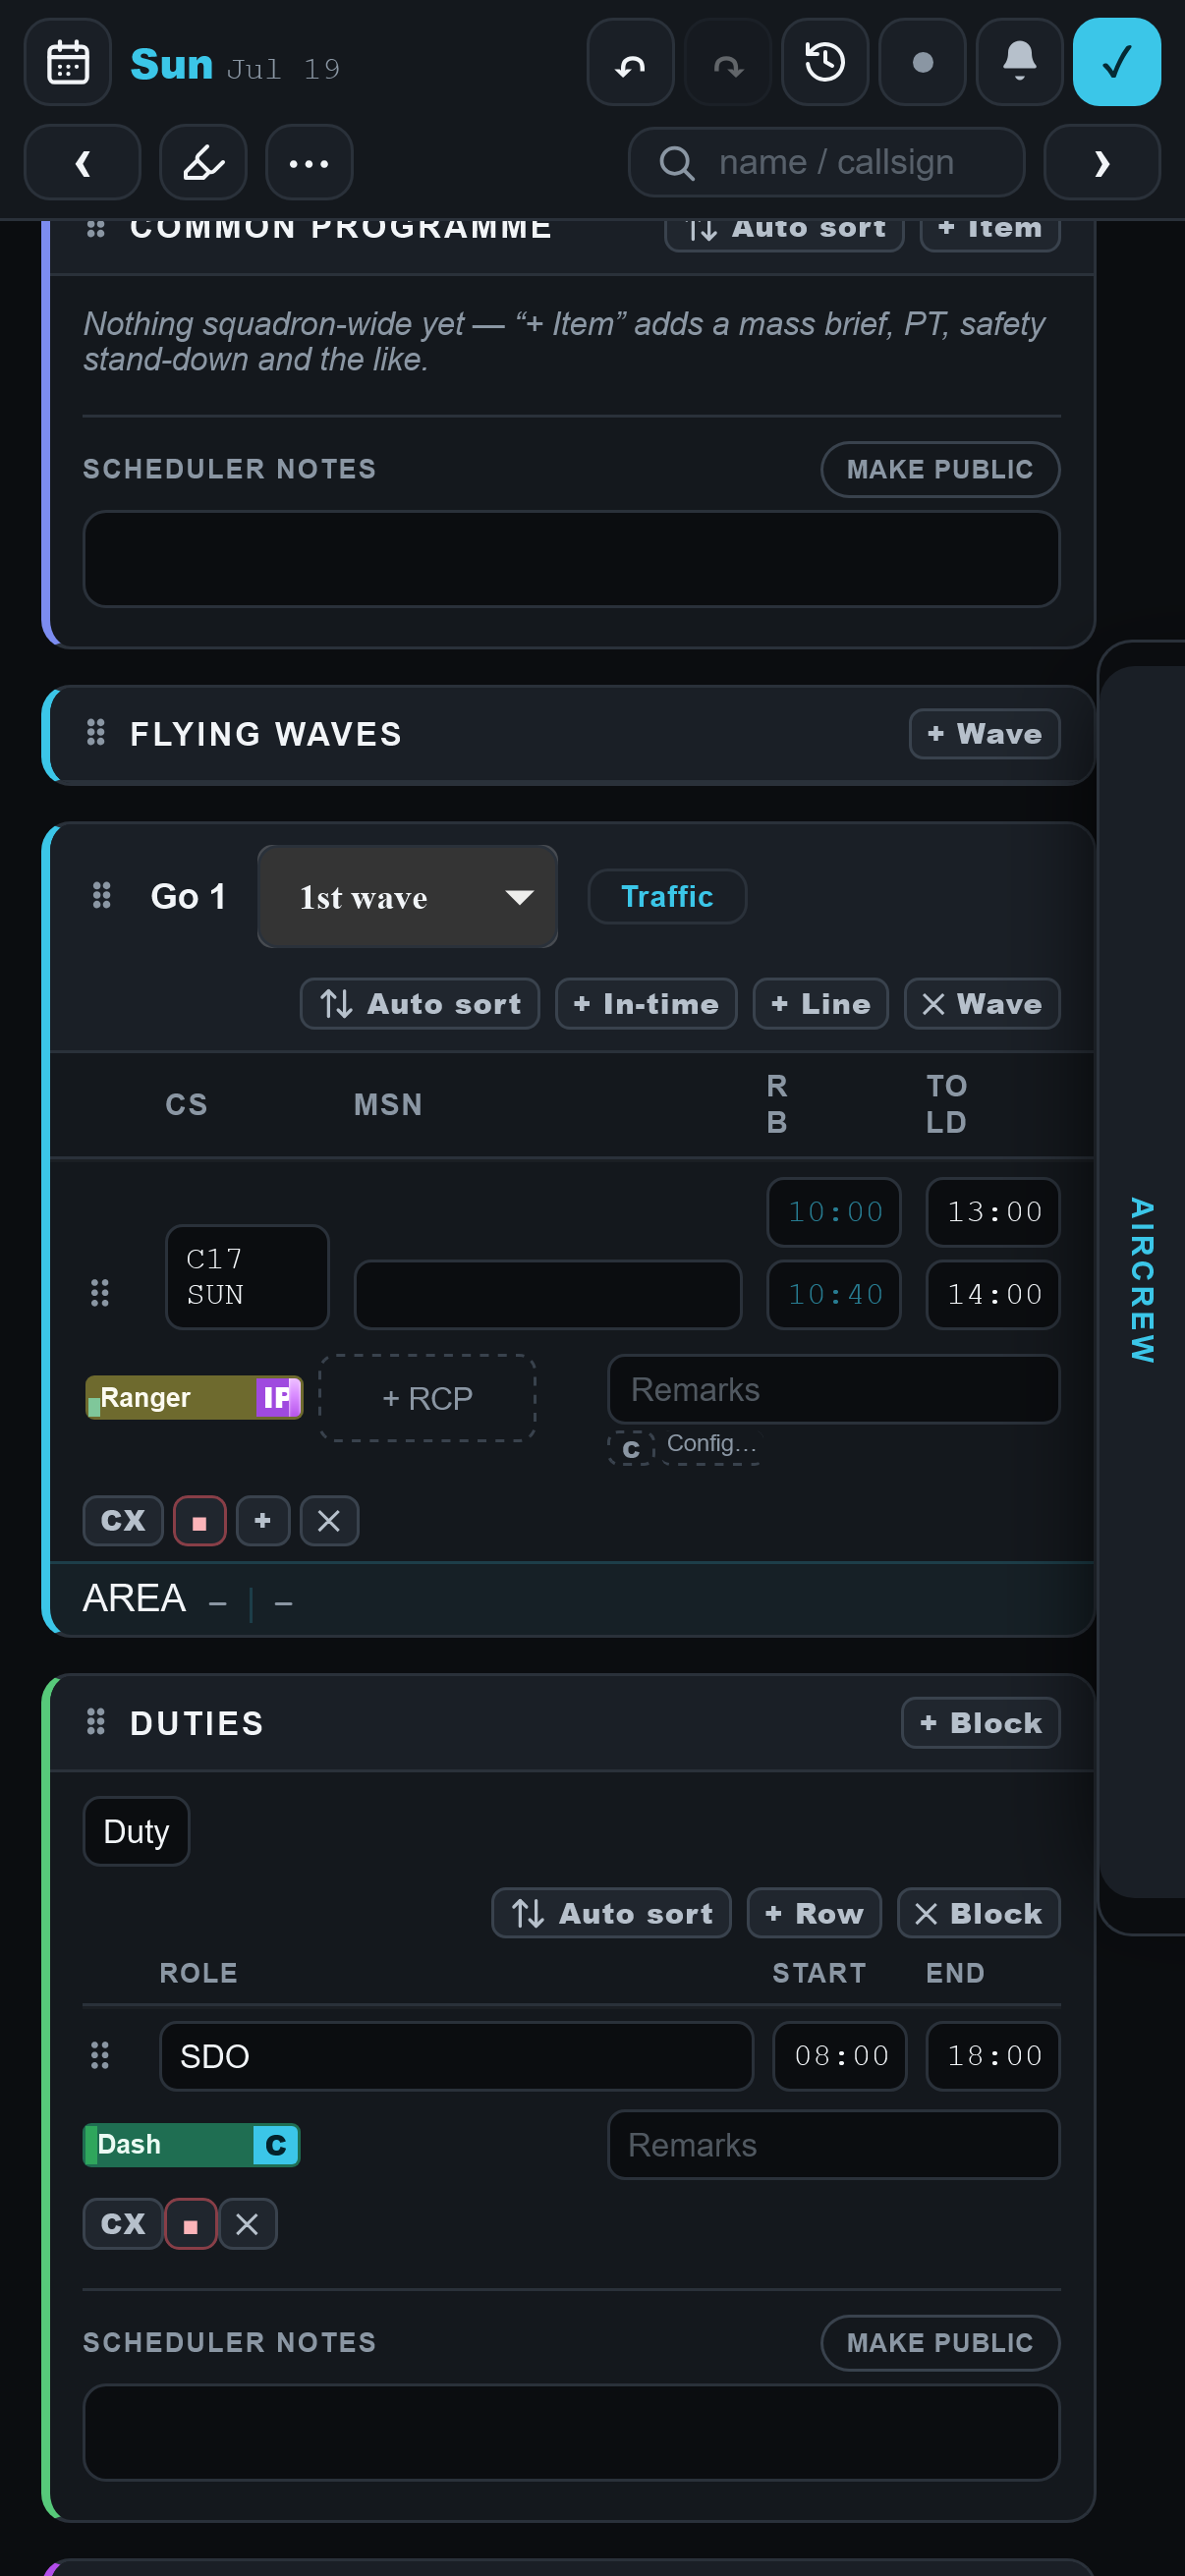 Sun Jul 19
name / callsign
COMMON PROGRAMME Auto sort + Item
Nothing squadron-wide yet — “+ Item” adds a mass brief, PT, safety
stand-down and the like.
SCHEDULER NOTES MAKE PUBLIC
FLYING WAVES + Wave
Go 1 1st wave Traffic
Auto sort + In-time + Line × Wave
CS MSN R TO
B LD
10:00 13:00
C17
SUN
10:40 14:00
Ranger IP + RCP Remarks
C Config…
CX + ×
AREA – | –
AIRCREW
DUTIES + Block
Duty
Auto sort + Row × Block
ROLE START END
SDO 08:00 18:00
Dash C Remarks
CX ×
SCHEDULER NOTES MAKE PUBLIC